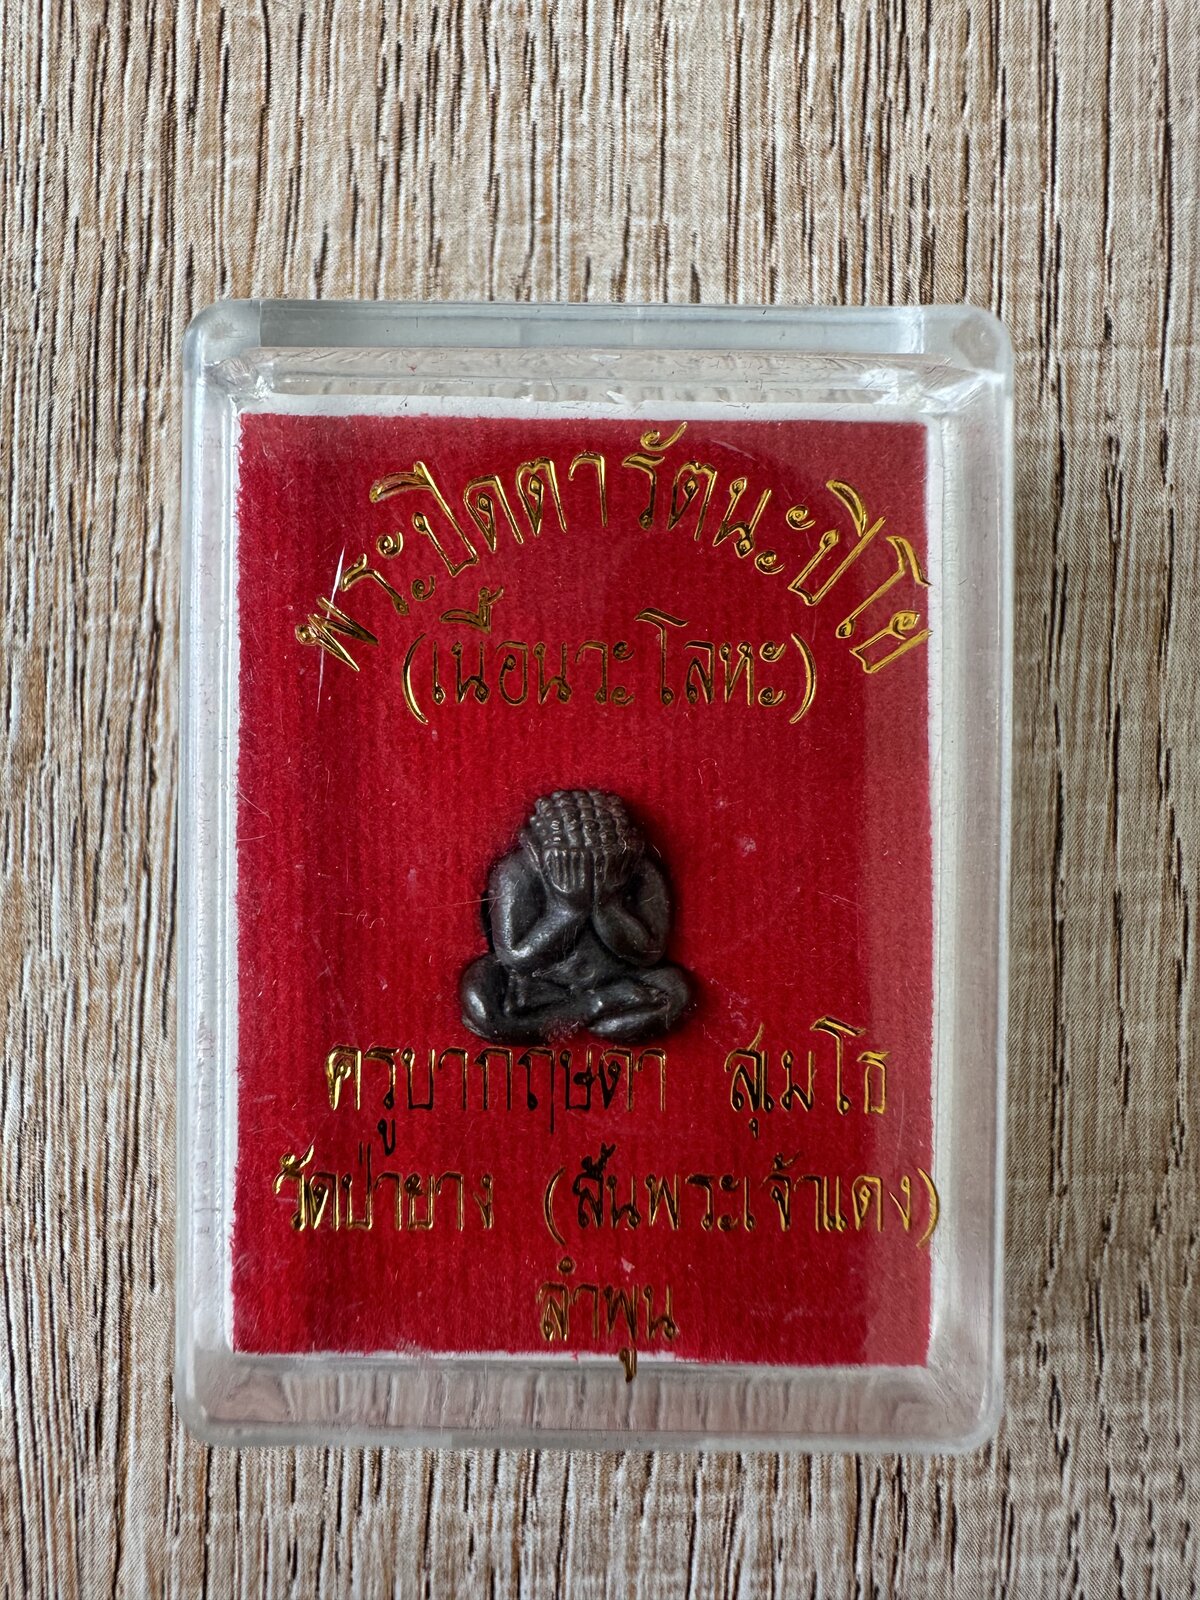 พระปิดตารัตนะปิโย
(เนื้อนวะโลหะ)
ครูบากฤษดา สุเมโธ
วัดป่ายาง (สันพระเจ้าแดง)
ลำพูน